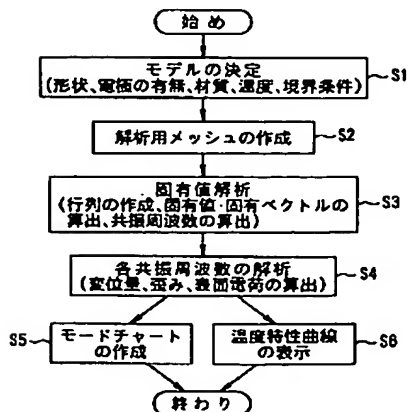 始め
モデルの決定
(形状、電極の有無、材質、温度、境界条件)
S1
解析用メッシュの作成
S2
固有値解析
(行列の作成、固有値・固有ベクトルの
算出、共振周波数の算出)
S3
各共振周波数の解析
(変位量、歪み、表面電荷の算出)
S4
S5
モードチャート
の作成
温度特性曲線
の表示
S6
終わり